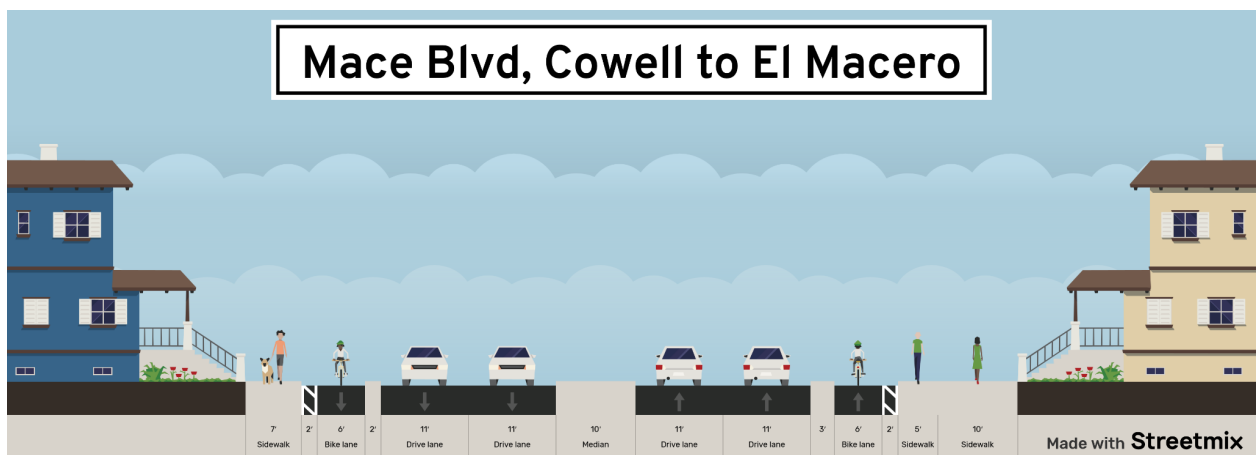 Mace Blvd, Cowell to El Macero
7' 2' 6' 2' 11' 11' 10' 11' 11' 3' 6' 2' 5' 10'
Sidewalk Bike lane Drive lane Drive lane Median Drive lane Drive lane Bike lane Sidewalk Sidewalk
Made with Streetmix